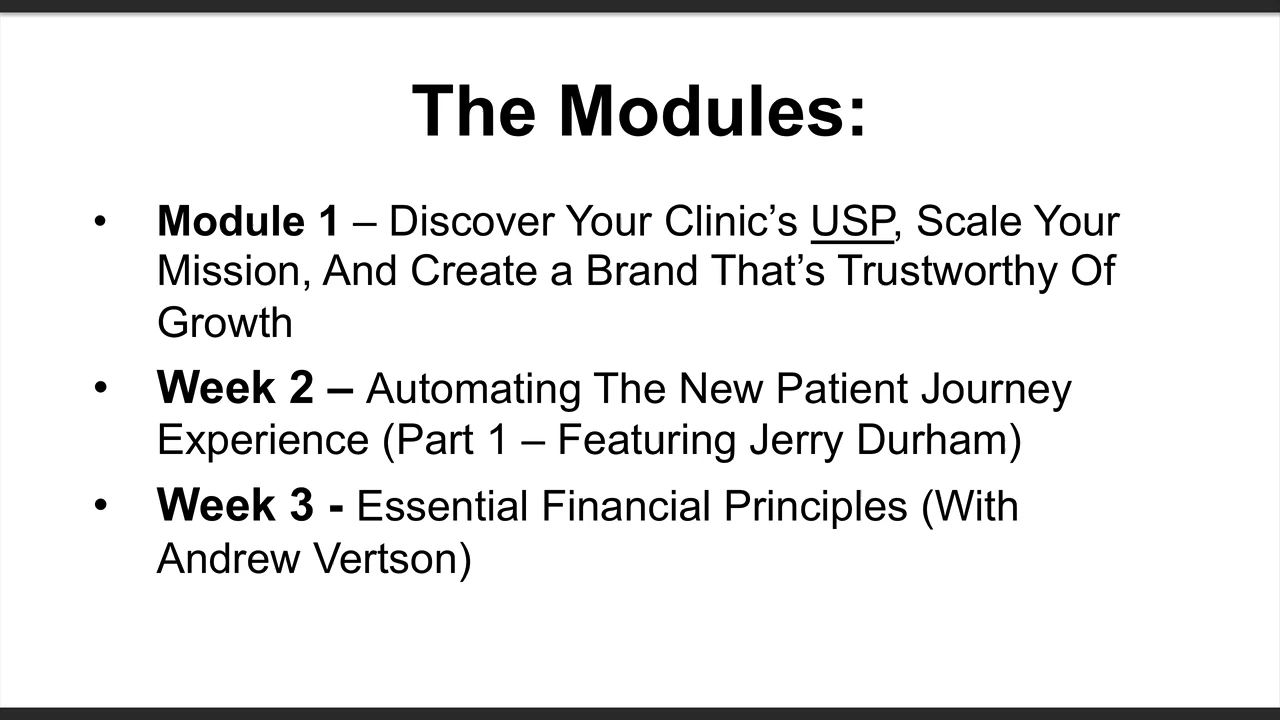 The Modules:
• Module 1 – Discover Your Clinic’s USP, Scale Your
Mission, And Create a Brand That’s Trustworthy Of
Growth
• Week 2 – Automating The New Patient Journey
Experience (Part 1 – Featuring Jerry Durham)
• Week 3 - Essential Financial Principles (With
Andrew Vertson)